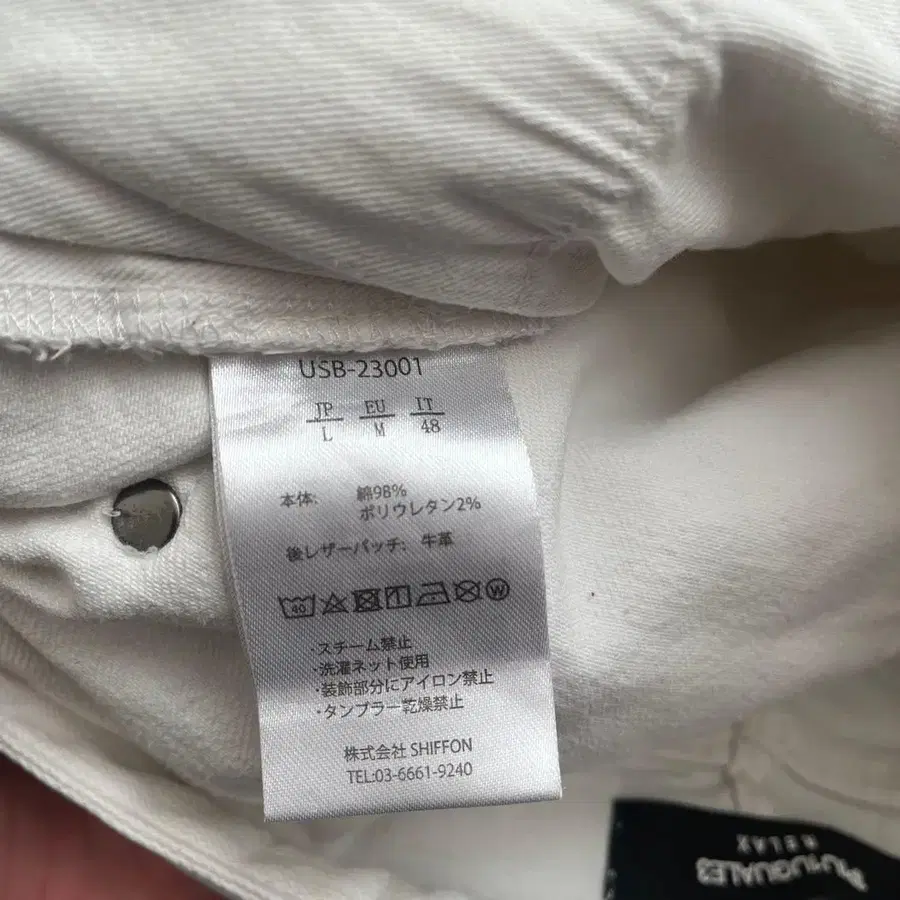 USB-23001
JP EU IT
L M 48
本体: 綿98%
ポリウレタン2%
後レザーパッチ: 牛革
40 W
・スチーム禁止
・洗濯ネット使用
・装飾部分にアイロン禁止
・タンブラー乾燥禁止
株式会社 SHIFFON
TEL:03-6661-9240
RELAX